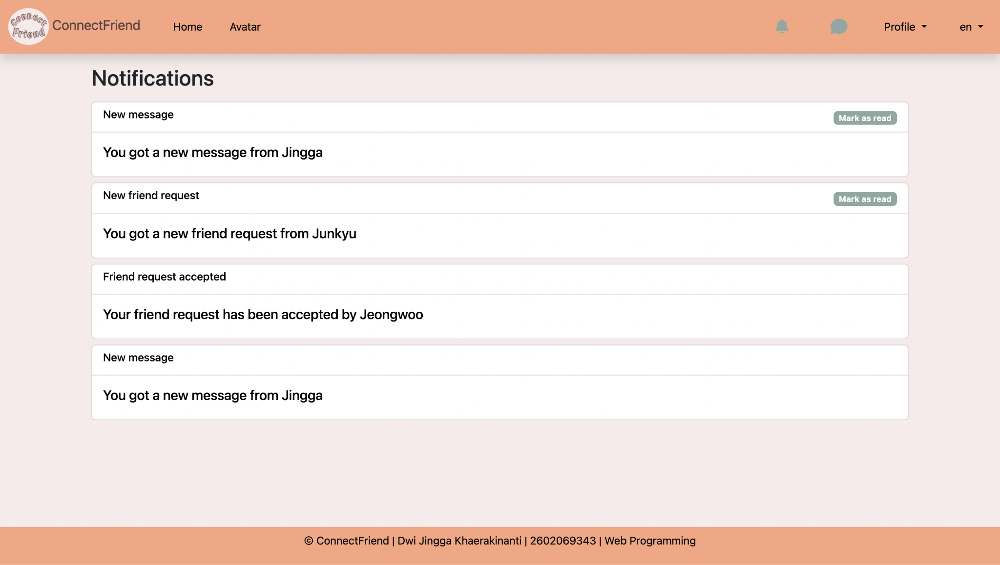 Connect
Friend
ConnectFriend
Home
Avatar
Profile
en
Notifications
New message
Mark as read
You got a new message from Jingga
New friend request
Mark as read
You got a new friend request from Junkyu
Friend request accepted
Your friend request has been accepted by Jeongwoo
New message
You got a new message from Jingga
© ConnectFriend | Dwi Jingga Khaerakinanti | 2602069343 | Web Programming